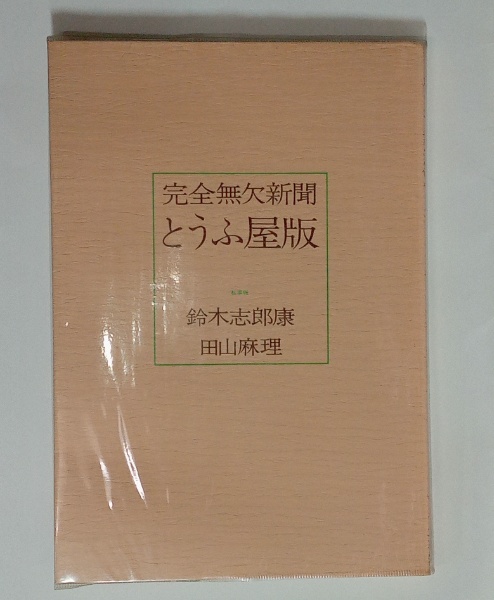 完全無欠新聞
とうふ屋版
鈴木志郎康
田山麻理